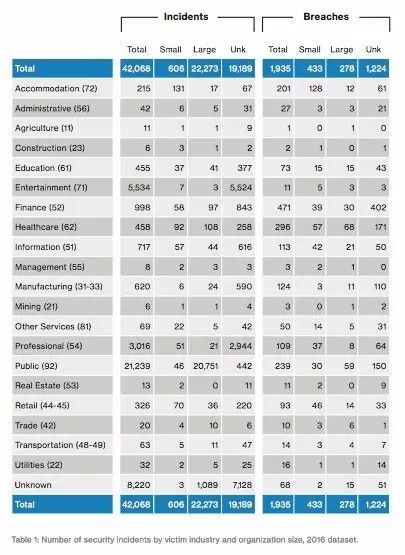 Incidents Breaches
Total Small Large Unk Total Small Large Unk
Total 42,068 606 22,273 19,189 1,935 433 278 1,224
Accommodation (72) 215 131 17 67 201 128 12 61
Administrative (56) 42 6 5 31 27 3 3 21
Agriculture (11) 11 1 1 9 1 0 1 0
Construction (23) 6 3 1 2 2 1 0 1
Education (61) 455 37 41 377 73 15 15 43
Entertainment (71) 5,534 7 3 5,524 11 5 3 3
Finance (52) 998 58 97 843 471 39 30 402
Healthcare (62) 458 92 108 258 296 57 68 171
Information (51) 717 57 44 616 113 42 21 50
Management (55) 8 2 3 3 3 2 1 0
Manufacturing (31-33) 620 6 24 590 124 3 11 110
Mining (21) 6 1 1 4 3 0 1 2
Other Services (81) 69 22 5 42 50 14 5 31
Professional (54) 3,016 51 21 2,944 109 37 8 64
Public (92) 21,239 46 20,751 442 239 30 59 150
Real Estate (53) 13 2 0 11 11 2 0 9
Retail (44-45) 326 70 36 220 93 46 14 33
Trade (42) 20 4 10 6 10 3 6 1
Transportation (48-49) 63 5 11 47 14 3 4 7
Utilities (22) 32 2 5 25 16 1 1 14
Unknown 8,220 3 1,089 7,128 68 2 15 51
Total 42,068 606 22,273 19,189 1,935 433 278 1,224
Table 1: Number of security incidents by victim industry and organization size, 2016 dataset.